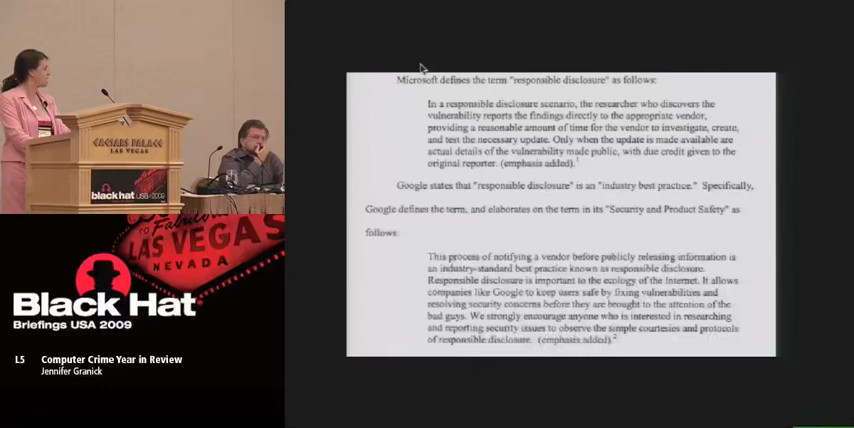 CAESARS PALACE
LAS VEGAS
black hat USA 2009
Fabulous
LAS VEGAS
NEVADA
Black Hat
Briefings USA 2009
L5 Computer Crime Year in Review
Jennifer Granick
Microsoft defines the term "responsible disclosure" as follows:
In a responsible disclosure scenario, the researcher who discovers the
vulnerability reports the findings directly to the appropriate vendor,
providing a reasonable amount of time for the vendor to investigate, create,
and test the necessary update. Only when the update is made available are
actual details of the vulnerability made public, with due credit given to the
original reporter. (emphasis added).1
Google states that "responsible disclosure" is an "industry best practice." Specifically,
Google defines the term, and elaborates on the term in its "Security and Product Safety" as
follows:
This process of notifying a vendor before publicly releasing information is
an industry-standard best practice known as responsible disclosure.
Responsible disclosure is important to the ecology of the Internet. It allows
companies like Google to keep users safe by fixing vulnerabilities and
resolving security concerns before they are brought to the attention of the
bad guys. We strongly encourage anyone who is interested in researching
and reporting security issues to observe the simple courtesies and protocols
of responsible disclosure. (emphasis added).2